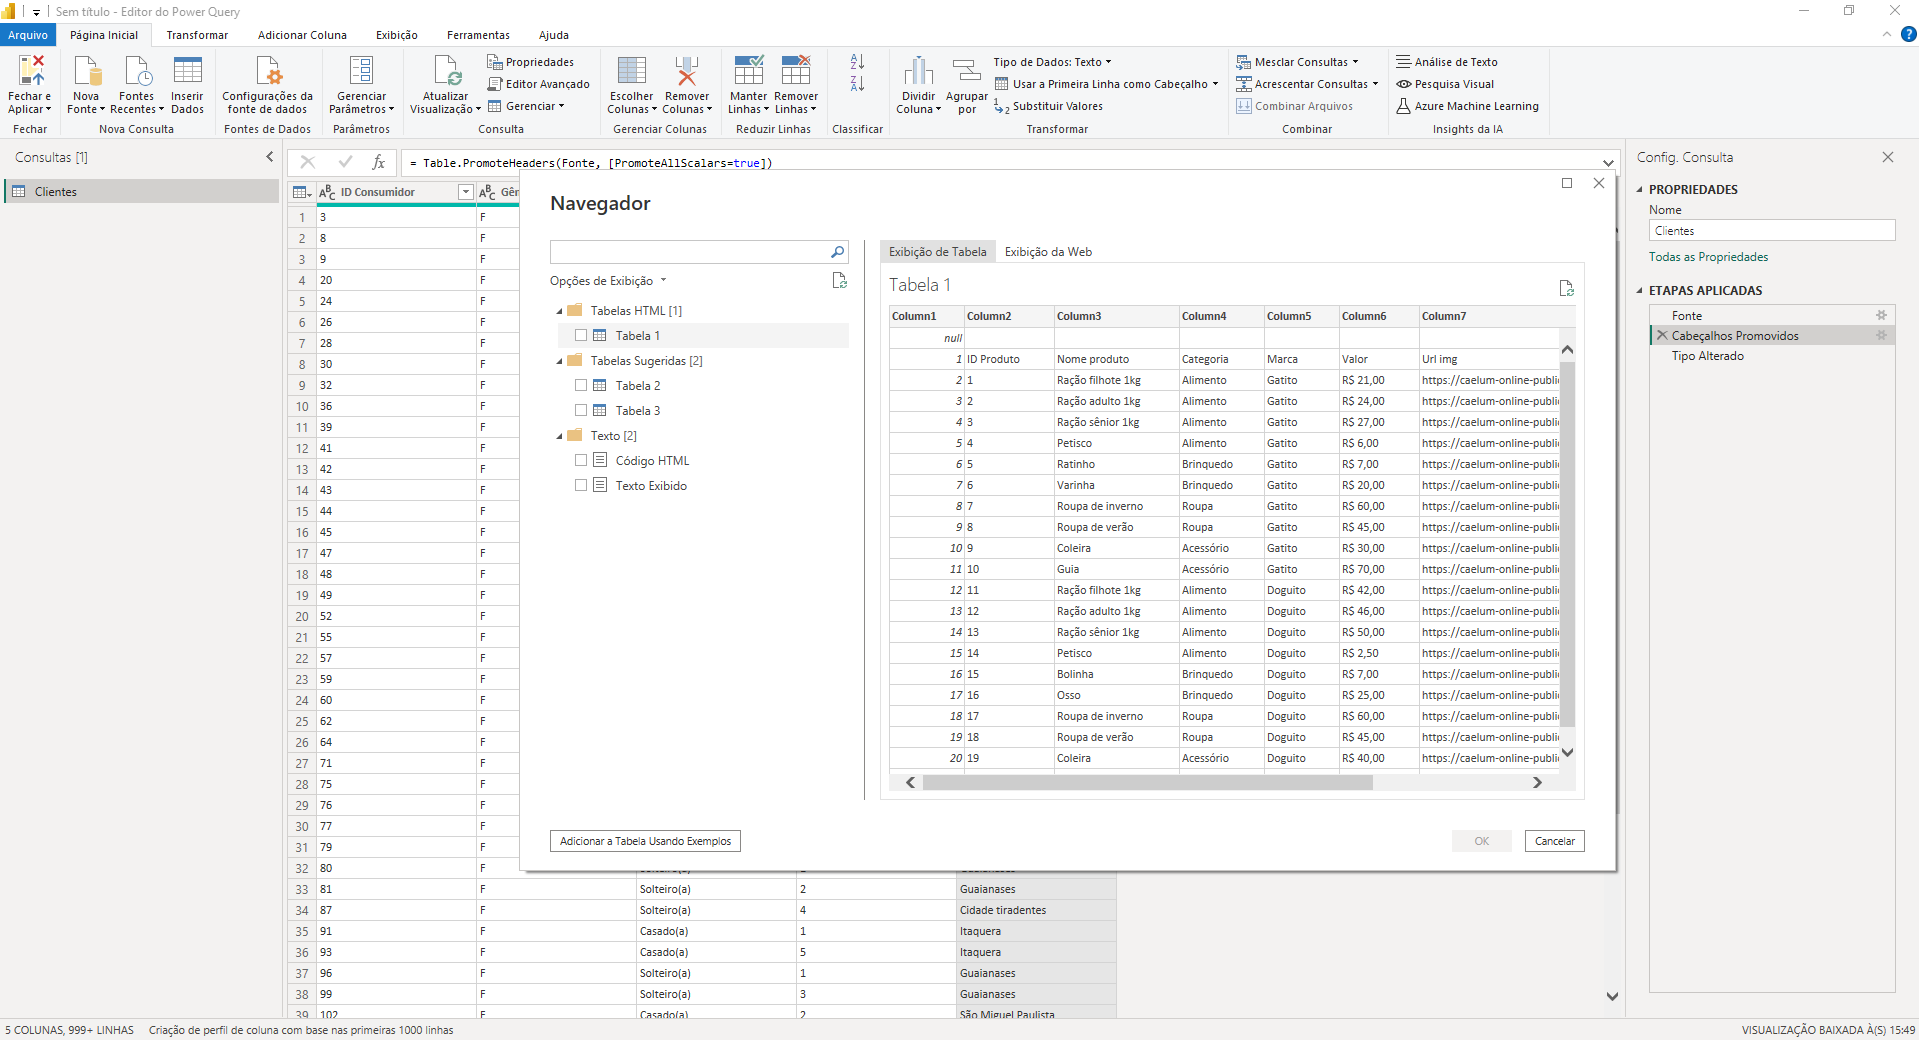 Sem título - Editor do Power Query
Arquivo Página Inicial Transformar Adicionar Coluna Exibição Ferramentas Ajuda
Fechar e Aplicar
Fechar
Nova Fonte
Fontes Recentes
Inserir Dados
Nova Consulta
Configurações da fonte de dados
Fontes de Dados
Gerenciar Parâmetros
Parâmetros
Atualizar Visualização
Propriedades
Editor Avançado
Gerenciar
Consulta
Escolher Colunas
Remover Colunas
Gerenciar Colunas
Manter Linhas
Remover Linhas
Reduzir Linhas
Classificar
Dividir Coluna
Agrupar por
Tipo de Dados: Texto
Usar a Primeira Linha como Cabeçalho
Substituir Valores
Transformar
Mesclar Consultas
Acrescentar Consultas
Combinar Arquivos
Combinar
Análise de Texto
Pesquisa Visual
Azure Machine Learning
Insights da IA
Consultas [1]
Clientes
= Table.PromoteHeaders(Fonte, [PromoteAllScalars=true])
ID Consumidor Gên
1 3 F
2 8 F
3 9 F
4 20 F
5 24 F
6 26 F
7 28 F
8 30 F
9 32 F
10 36 F
11 39 F
12 41 F
13 42 F
14 43 F
15 44 F
16 45 F
17 47 F
18 48 F
19 49 F
20 52 F
21 55 F
22 57 F
23 59 F
24 60 F
25 62 F
26 64 F
27 71 F
28 75 F
29 76 F
30 77 F
31 79 F
32 80 F
33 81 F Solteiro(a) 2 Guaianases
34 87 F Solteiro(a) 4 Cidade tiradentes
35 91 F Casado(a) 1 Itaquera
36 93 F Casado(a) 5 Itaquera
37 96 F Solteiro(a) 1 Guaianases
38 99 F Solteiro(a) 3 Guaianases
39 102 F Casado(a) 2 São Miguel Paulista
Navegador
Opções de Exibição
Tabelas HTML [1]
Tabela 1
Tabelas Sugeridas [2]
Tabela 2
Tabela 3
Texto [2]
Código HTML
Texto Exibido
Exibição de Tabela Exibição da Web
Tabela 1
Column1 Column2 Column3 Column4 Column5 Column6 Column7
null
1 ID Produto Nome produto Categoria Marca Valor Url img
2 1 Ração filhote 1kg Alimento Gatito R$ 21,00 https://caelum-online-public
3 2 Ração adulto 1kg Alimento Gatito R$ 24,00 https://caelum-online-public
4 3 Ração sênior 1kg Alimento Gatito R$ 27,00 https://caelum-online-public
5 4 Petisco Alimento Gatito R$ 6,00 https://caelum-online-public
6 5 Ratinho Brinquedo Gatito R$ 7,00 https://caelum-online-public
7 6 Varinha Brinquedo Gatito R$ 20,00 https://caelum-online-public
8 7 Roupa de inverno Roupa Gatito R$ 60,00 https://caelum-online-public
9 8 Roupa de verão Roupa Gatito R$ 45,00 https://caelum-online-public
10 9 Coleira Acessório Gatito R$ 30,00 https://caelum-online-public
11 10 Guia Acessório Gatito R$ 70,00 https://caelum-online-public
12 11 Ração filhote 1kg Alimento Doguito R$ 42,00 https://caelum-online-public
13 12 Ração adulto 1kg Alimento Doguito R$ 46,00 https://caelum-online-public
14 13 Ração sênior 1kg Alimento Doguito R$ 50,00 https://caelum-online-public
15 14 Petisco Alimento Doguito R$ 2,50 https://caelum-online-public
16 15 Bolinha Brinquedo Doguito R$ 7,00 https://caelum-online-public
17 16 Osso Brinquedo Doguito R$ 25,00 https://caelum-online-public
18 17 Roupa de inverno Roupa Doguito R$ 60,00 https://caelum-online-public
19 18 Roupa de verão Roupa Doguito R$ 45,00 https://caelum-online-public
20 19 Coleira Acessório Doguito R$ 40,00 https://caelum-online-public
Adicionar a Tabela Usando Exemplos
OK Cancelar
Config. Consulta
PROPRIEDADES
Nome
Clientes
Todas as Propriedades
ETAPAS APLICADAS
Fonte
Cabeçalhos Promovidos
Tipo Alterado
5 COLUNAS, 999+ LINHAS Criação de perfil de coluna com base nas primeiras 1000 linhas
VISUALIZAÇÃO BAIXADA À(S) 15:49